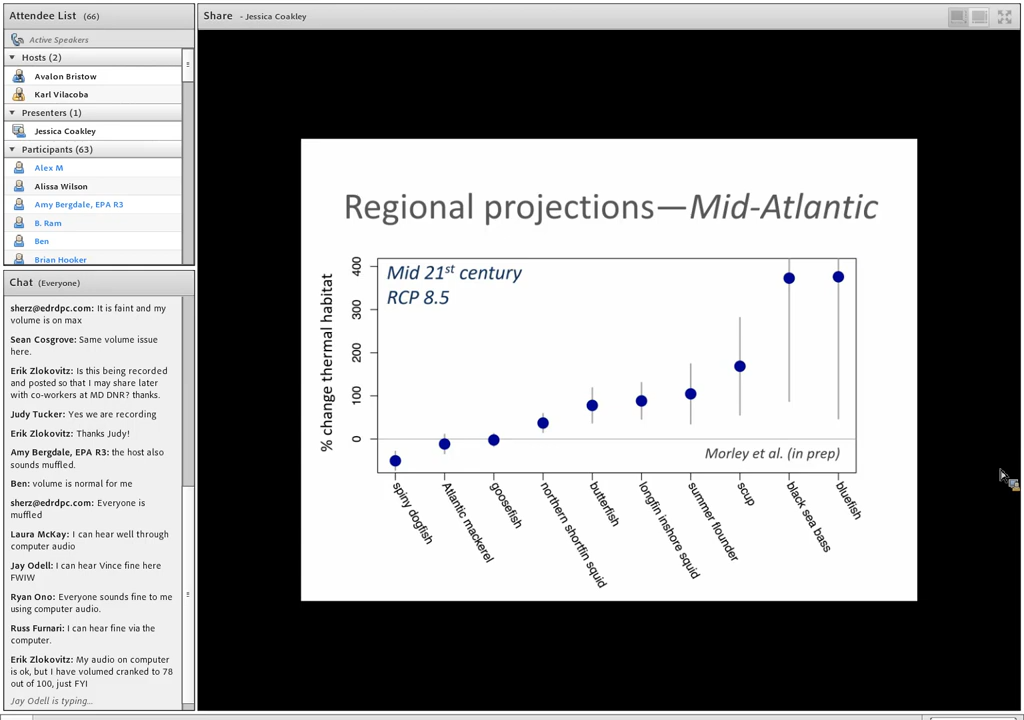 Attendee List (66)
Active Speakers
Hosts (2)
Avalon Bristow
Karl Vilacoba
Presenters (1)
Jessica Coakley
Participants (63)
Alex M
Alissa Wilson
Amy Bergdale, EPA R3
B. Ram
Ben
Brian Hooker
Chat (Everyone)
sherz@edrdpc.com: It is faint and my
volume is on max
Sean Cosgrove: Same volume issue
here.
Erik Zlokovitz: Is this being recorded
and posted so that I may share later
with co-workers at MD DNR? thanks.
Judy Tucker: Yes we are recording
Erik Zlokovitz: Thanks Judy!
Amy Bergdale, EPA R3: the host also
sounds muffled.
Ben: volume is normal for me
sherz@edrdpc.com: Everyone is
muffled
Laura McKay: I can hear well through
computer audio
Jay Odell: I can hear Vince fine here
FWIW
Ryan Ono: Everyone sounds fine to me
using computer audio.
Russ Furnari: I can hear fine via the
computer.
Erik Zlokovitz: My audio on computer
is ok, but I have volumed cranked to 78
out of 100, just FYI
Jay Odell is typing...
Share - Jessica Coakley
Regional projections—Mid-Atlantic
Mid 21st century
RCP 8.5
% change thermal habitat
400
300
200
100
0
Morley et al. (in prep)
spiny dogfish
Atlantic mackerel
goosefish
northern shortfin squid
butterfish
longfin inshore squid
summer flounder
scup
black sea bass
bluefish